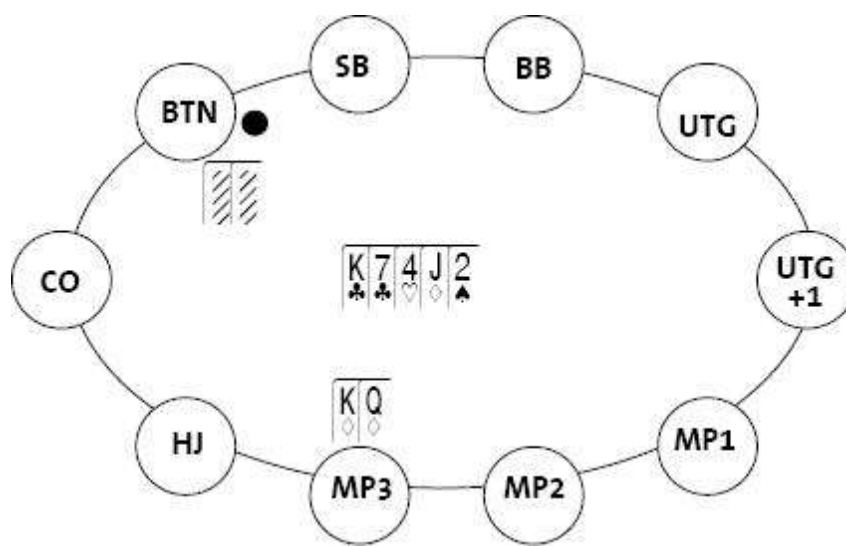 SB
BB
BTN
UTG
K 7 4 J 2
♣ ♣ ♡ ♢ ♠
CO
UTG
+1
K Q
♢ ♢
HJ
MP1
MP3
MP2